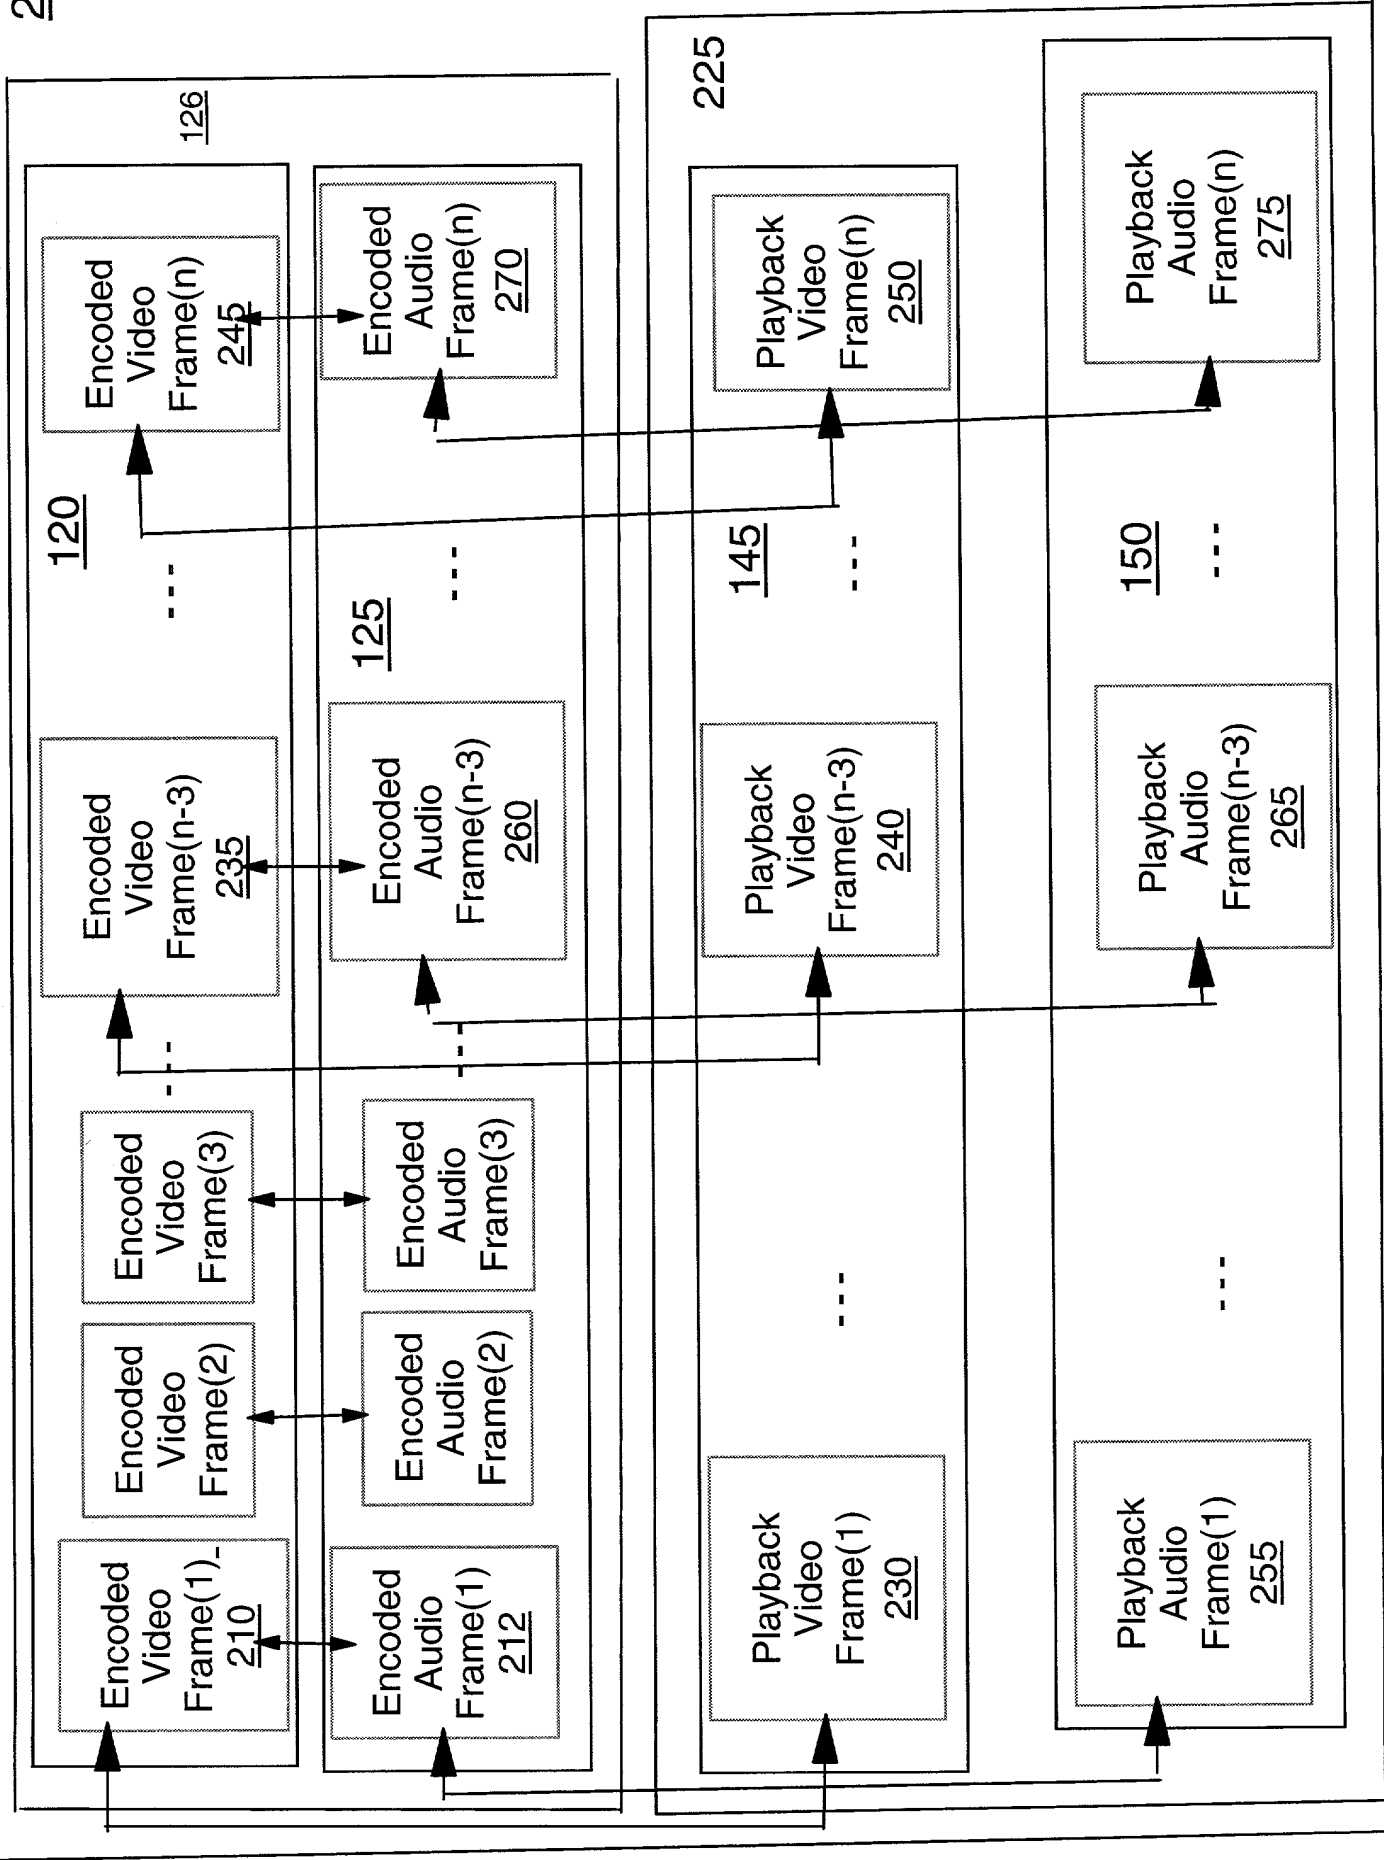 126
120
Encoded
Video
Frame(1)
210
Encoded
Video
Frame(2)
Encoded
Video
Frame(3)
---
Encoded
Video
Frame(n-3)
235
---
Encoded
Video
Frame(n)
245
125
Encoded
Audio
Frame(1)
212
Encoded
Audio
Frame(2)
Encoded
Audio
Frame(3)
---
Encoded
Audio
Frame(n-3)
260
---
Encoded
Audio
Frame(n)
270
225
145
Playback
Video
Frame(1)
230
---
Playback
Video
Frame(n-3)
240
---
Playback
Video
Frame(n)
250
150
Playback
Audio
Frame(1)
255
---
Playback
Audio
Frame(n-3)
265
---
Playback
Audio
Frame(n)
275